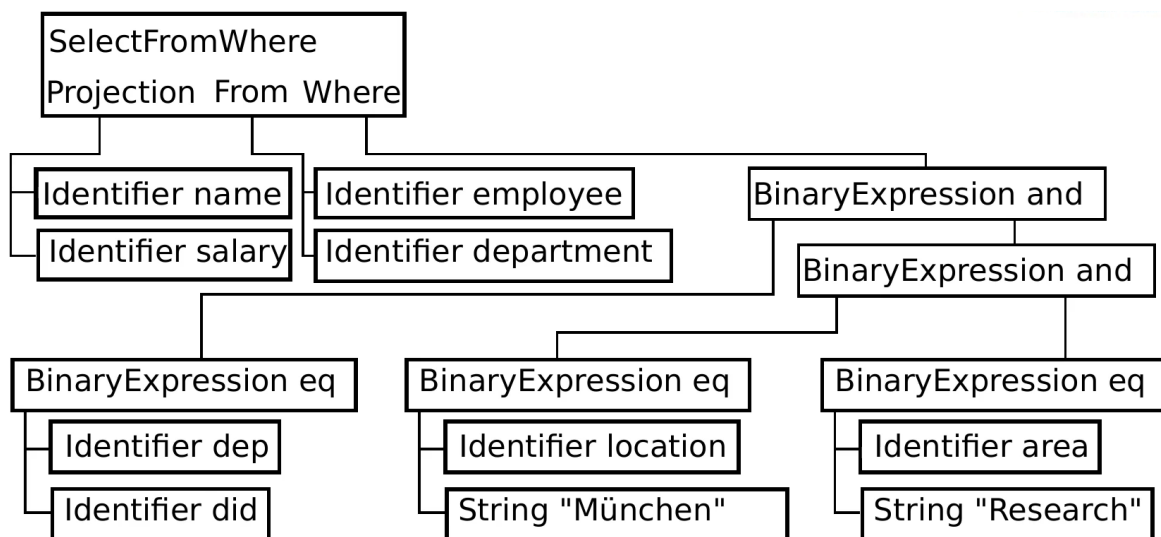 SelectFromWhere
Projection From Where
Identifier name
Identifier employee
BinaryExpression and
Identifier salary
Identifier department
BinaryExpression and
BinaryExpression eq
BinaryExpression eq
BinaryExpression eq
Identifier dep
Identifier location
Identifier area
Identifier did
String "München"
String "Research"